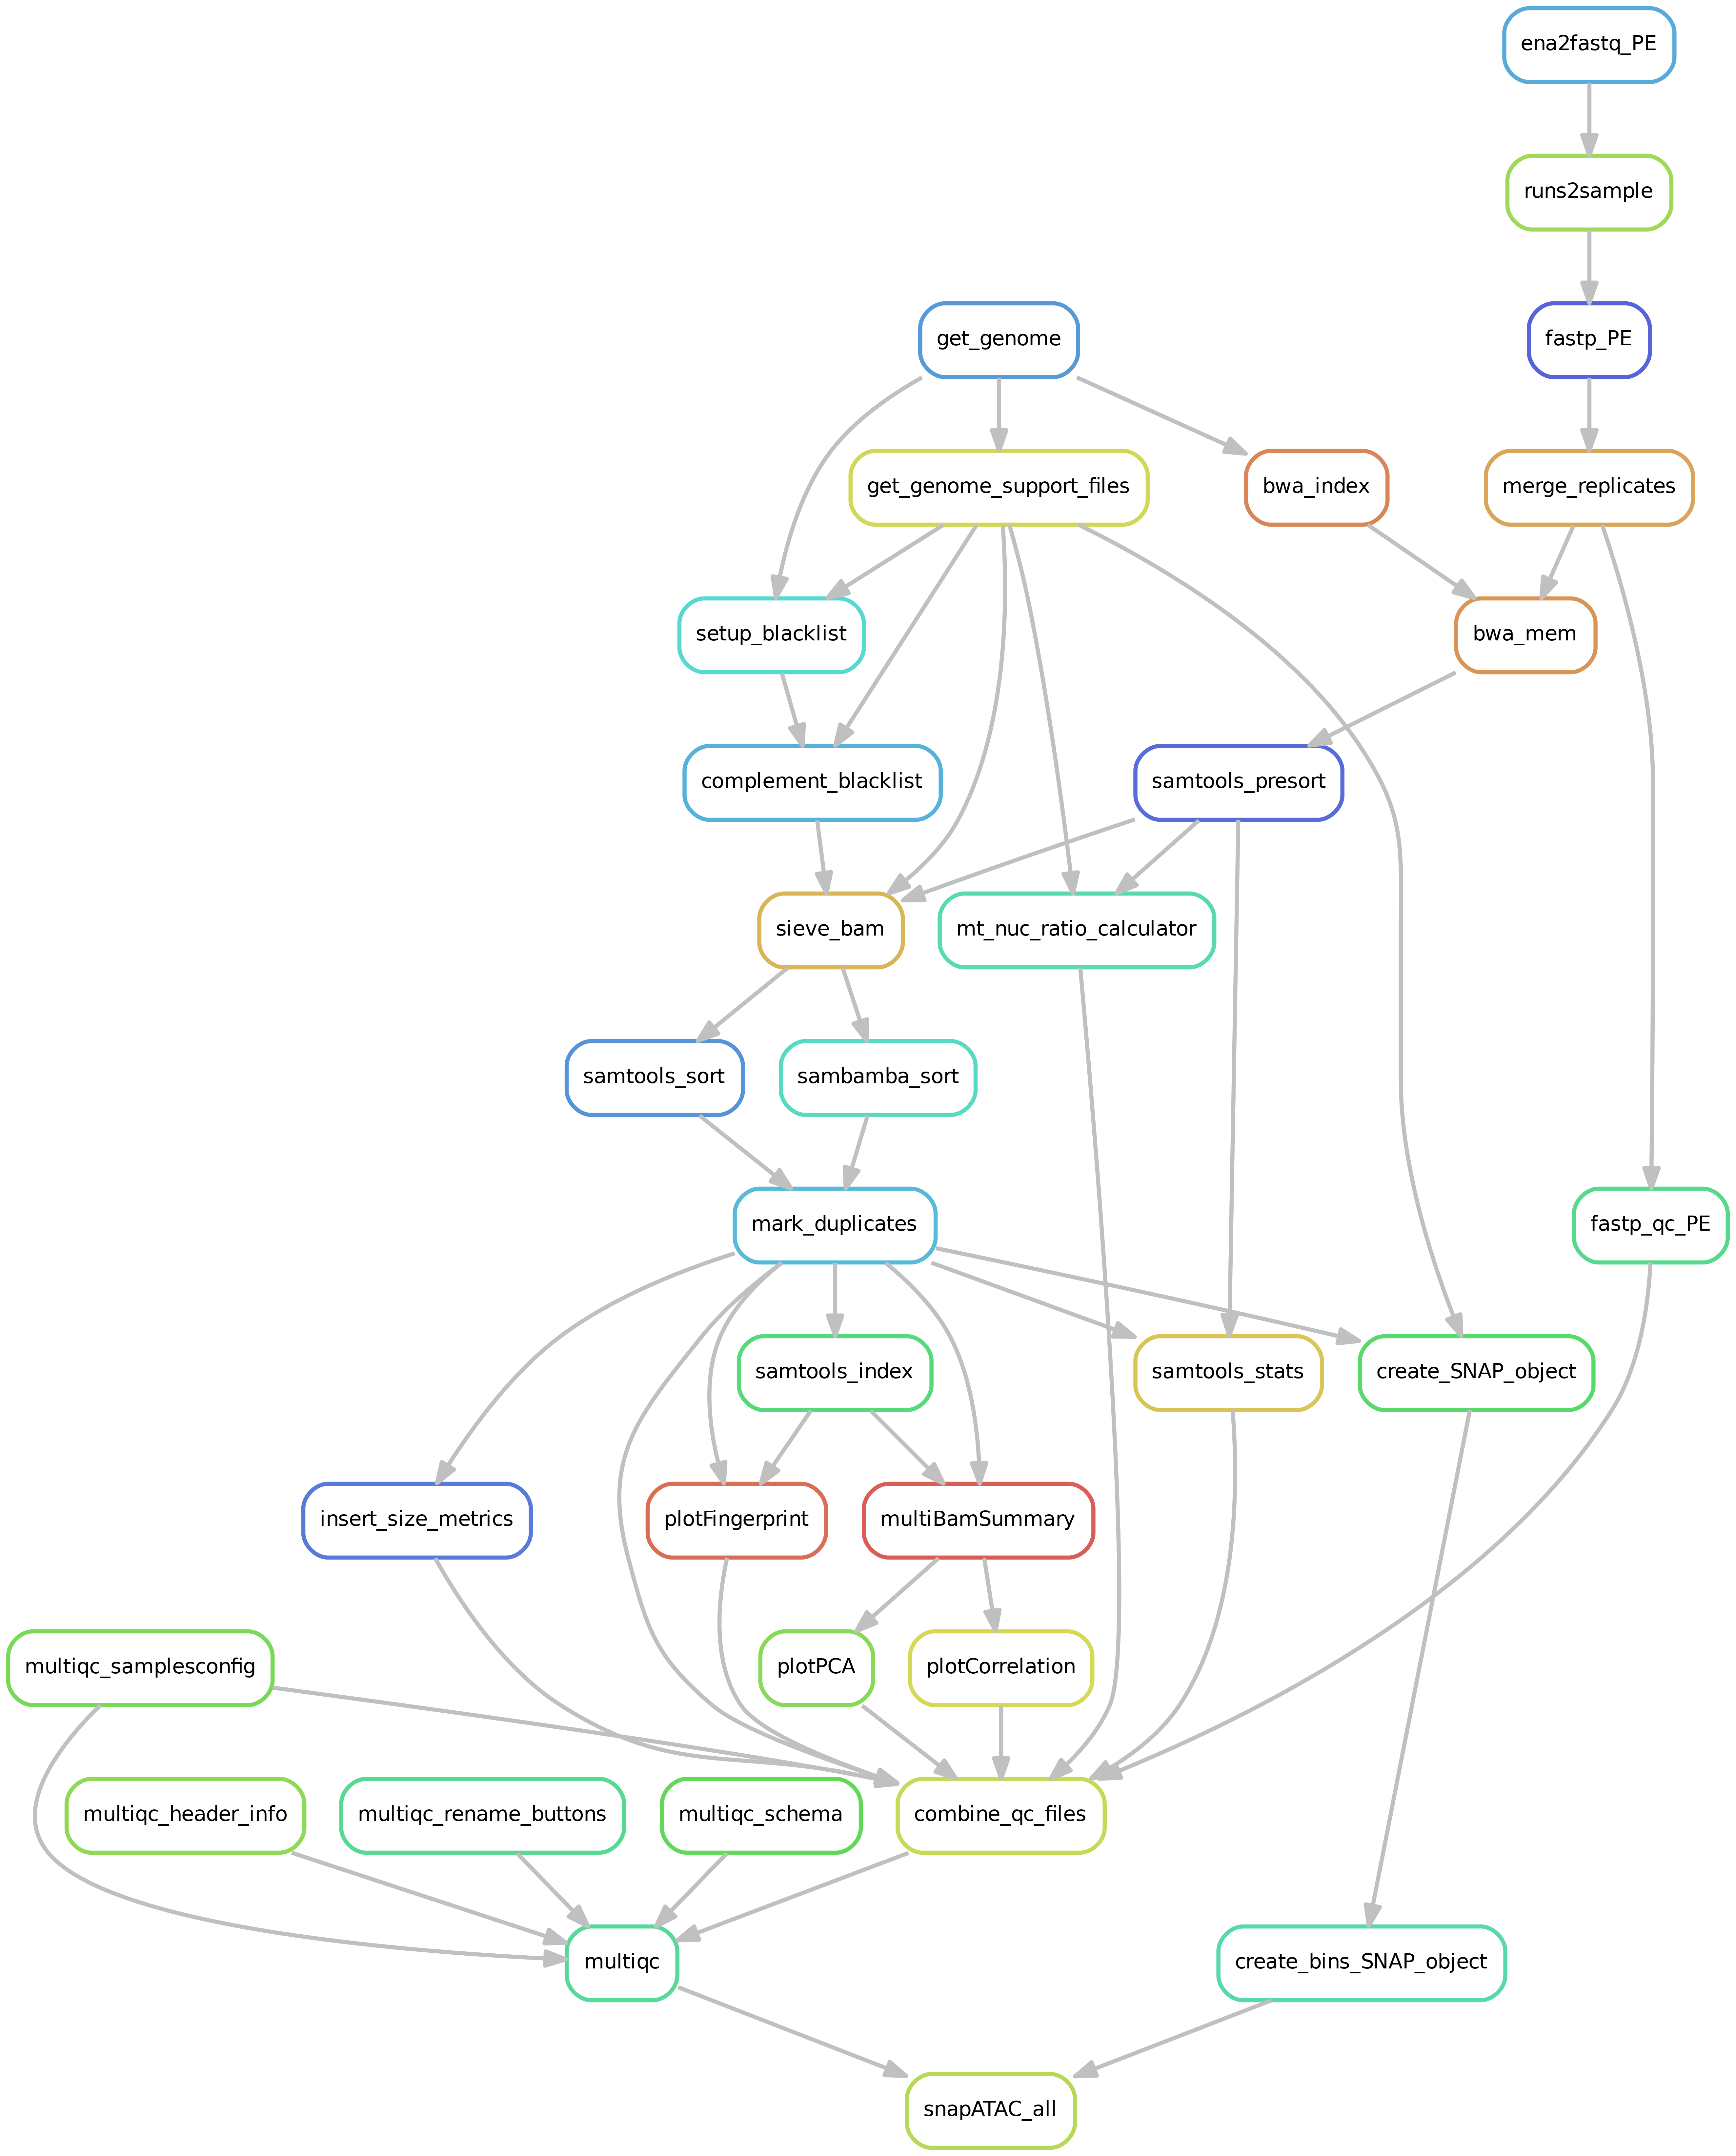 ena2fastq_PE
runs2sample
get_genome
fastp_PE
get_genome_support_files
bwa_index
merge_replicates
setup_blacklist
bwa_mem
complement_blacklist
samtools_presort
sieve_bam
mt_nuc_ratio_calculator
samtools_sort
sambamba_sort
mark_duplicates
fastp_qc_PE
samtools_index
samtools_stats
create_SNAP_object
insert_size_metrics
plotFingerprint
multiBamSummary
multiqc_samplesconfig
plotPCA
plotCorrelation
multiqc_header_info
multiqc_rename_buttons
multiqc_schema
combine_qc_files
multiqc
create_bins_SNAP_object
snapATAC_all